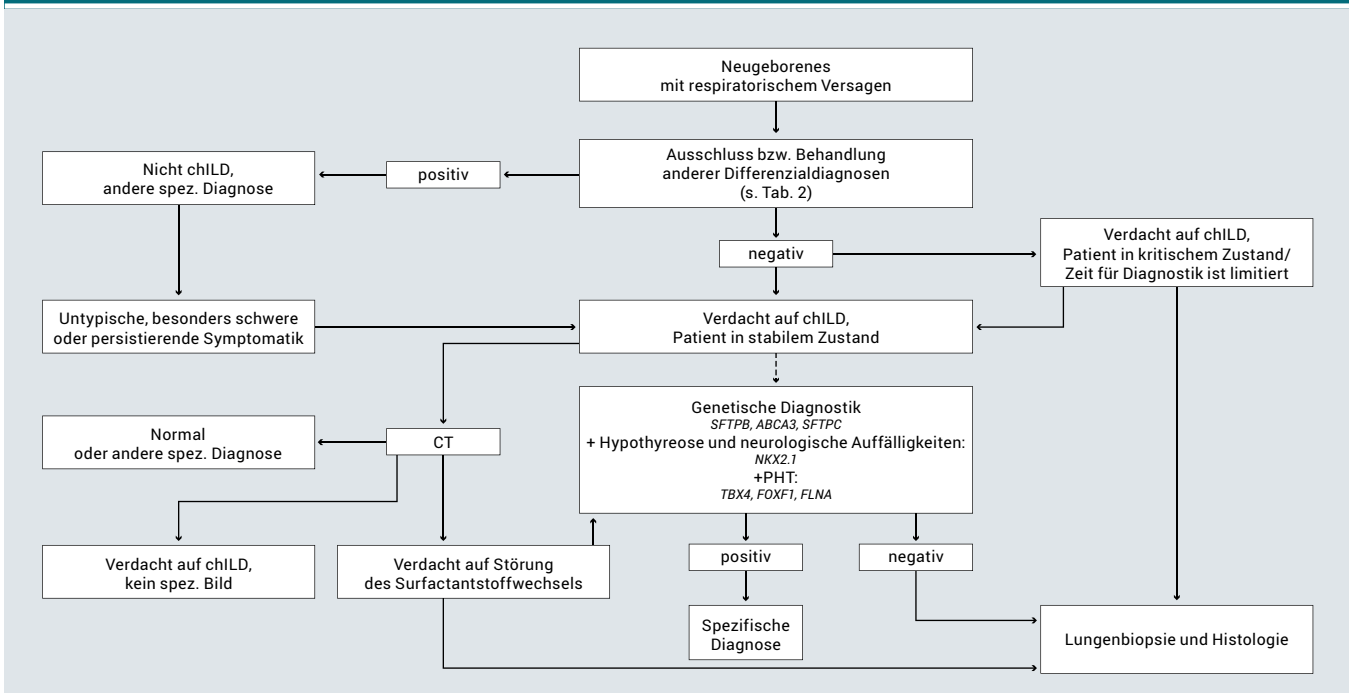 Neugeborenes
mit respiratorischem Versagen
Nicht chILD,
andere spez. Diagnose
positiv
Ausschluss bzw. Behandlung
anderer Differenzialdiagnosen
(s. Tab. 2)
negativ
Verdacht auf chILD,
Patient in kritischem Zustand/
Zeit für Diagnostik ist limitiert
Untypische, besonders schwere
oder persistierende Symptomatik
Verdacht auf chILD,
Patient in stabilem Zustand
Normal
oder andere spez. Diagnose
CT
Genetische Diagnostik
SFTPB, ABCA3, SFTPC
+ Hypothyreose und neurologische Auffälligkeiten:
NKX2.1
+PHT:
TBX4, FOXF1, FLNA
Verdacht auf chILD,
kein spez. Bild
Verdacht auf Störung
des Surfactantstoffwechsels
positiv
negativ
Spezifische
Diagnose
Lungenbiopsie und Histologie